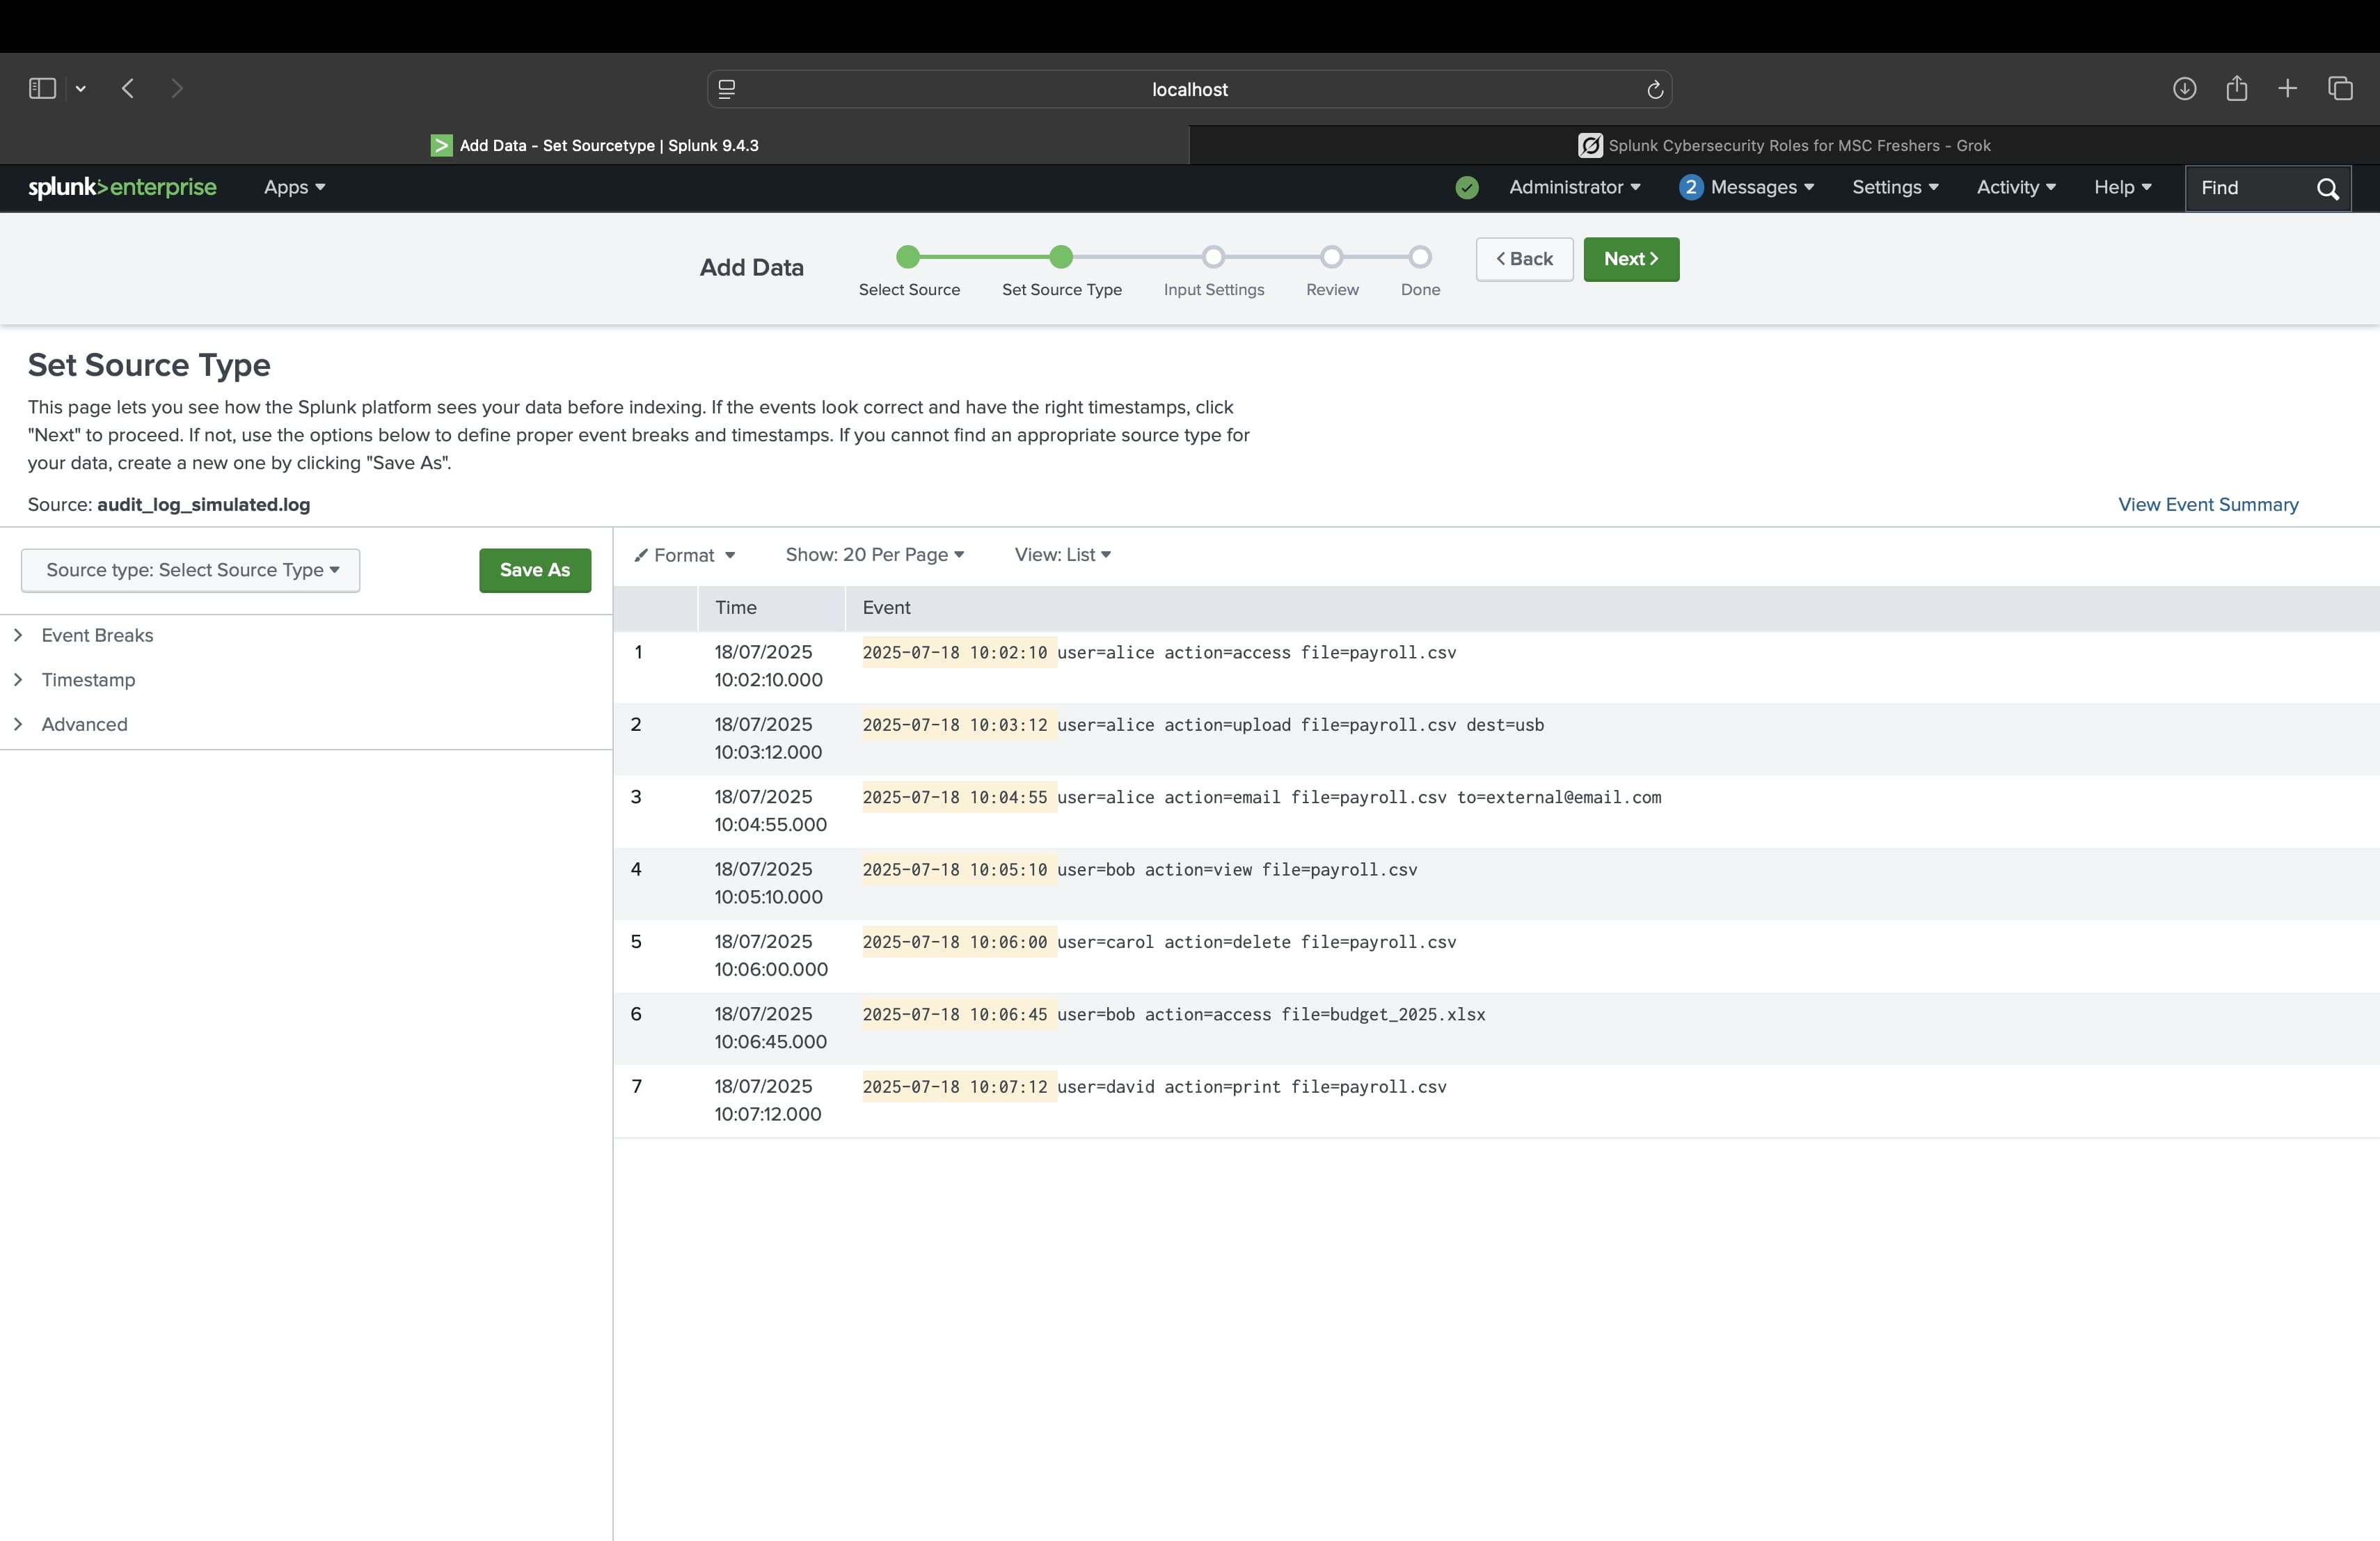 localhost
Add Data - Set Sourcetype | Splunk 9.4.3
Splunk Cybersecurity Roles for MSC Freshers - Grok
splunk>enterprise Apps Administrator 2 Messages Settings Activity Help Find
Add Data
Select Source Set Source Type Input Settings Review Done
< Back Next >
Set Source Type
This page lets you see how the Splunk platform sees your data before indexing. If the events look correct and have the right timestamps, click
"Next" to proceed. If not, use the options below to define proper event breaks and timestamps. If you cannot find an appropriate source type for
your data, create a new one by clicking "Save As".
Source: audit_log_simulated.log
View Event Summary
Source type: Select Source Type Save As
Event Breaks
Timestamp
Advanced
Format Show: 20 Per Page View: List
Time Event
1 18/07/2025 2025-07-18 10:02:10 user=alice action=access file=payroll.csv
10:02:10.000
2 18/07/2025 2025-07-18 10:03:12 user=alice action=upload file=payroll.csv dest=usb
10:03:12.000
3 18/07/2025 2025-07-18 10:04:55 user=alice action=email file=payroll.csv to=external@email.com
10:04:55.000
4 18/07/2025 2025-07-18 10:05:10 user=bob action=view file=payroll.csv
10:05:10.000
5 18/07/2025 2025-07-18 10:06:00 user=carol action=delete file=payroll.csv
10:06:00.000
6 18/07/2025 2025-07-18 10:06:45 user=bob action=access file=budget_2025.xlsx
10:06:45.000
7 18/07/2025 2025-07-18 10:07:12 user=david action=print file=payroll.csv
10:07:12.000